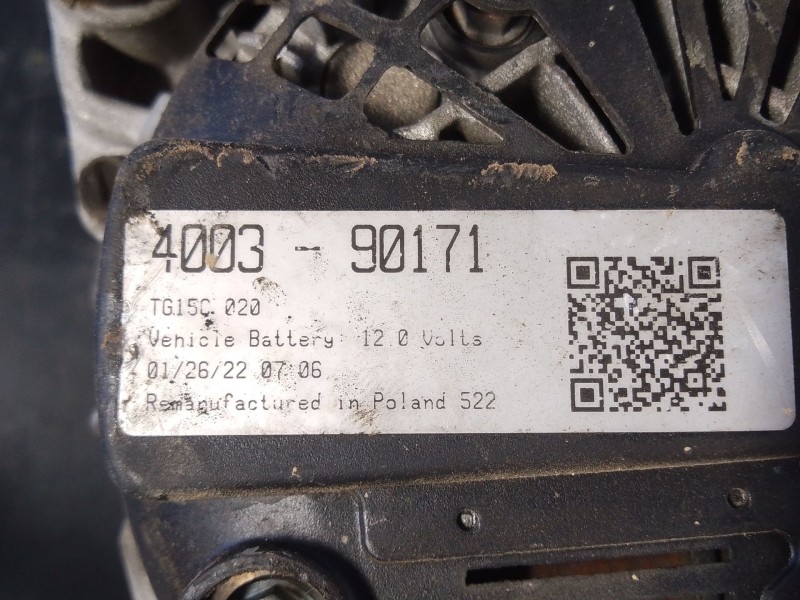 4003 - 90171
TG15C 020
Vehicle Battery: 12.0 Volts
01/26/22 07:06
Remanufactured in Poland 522